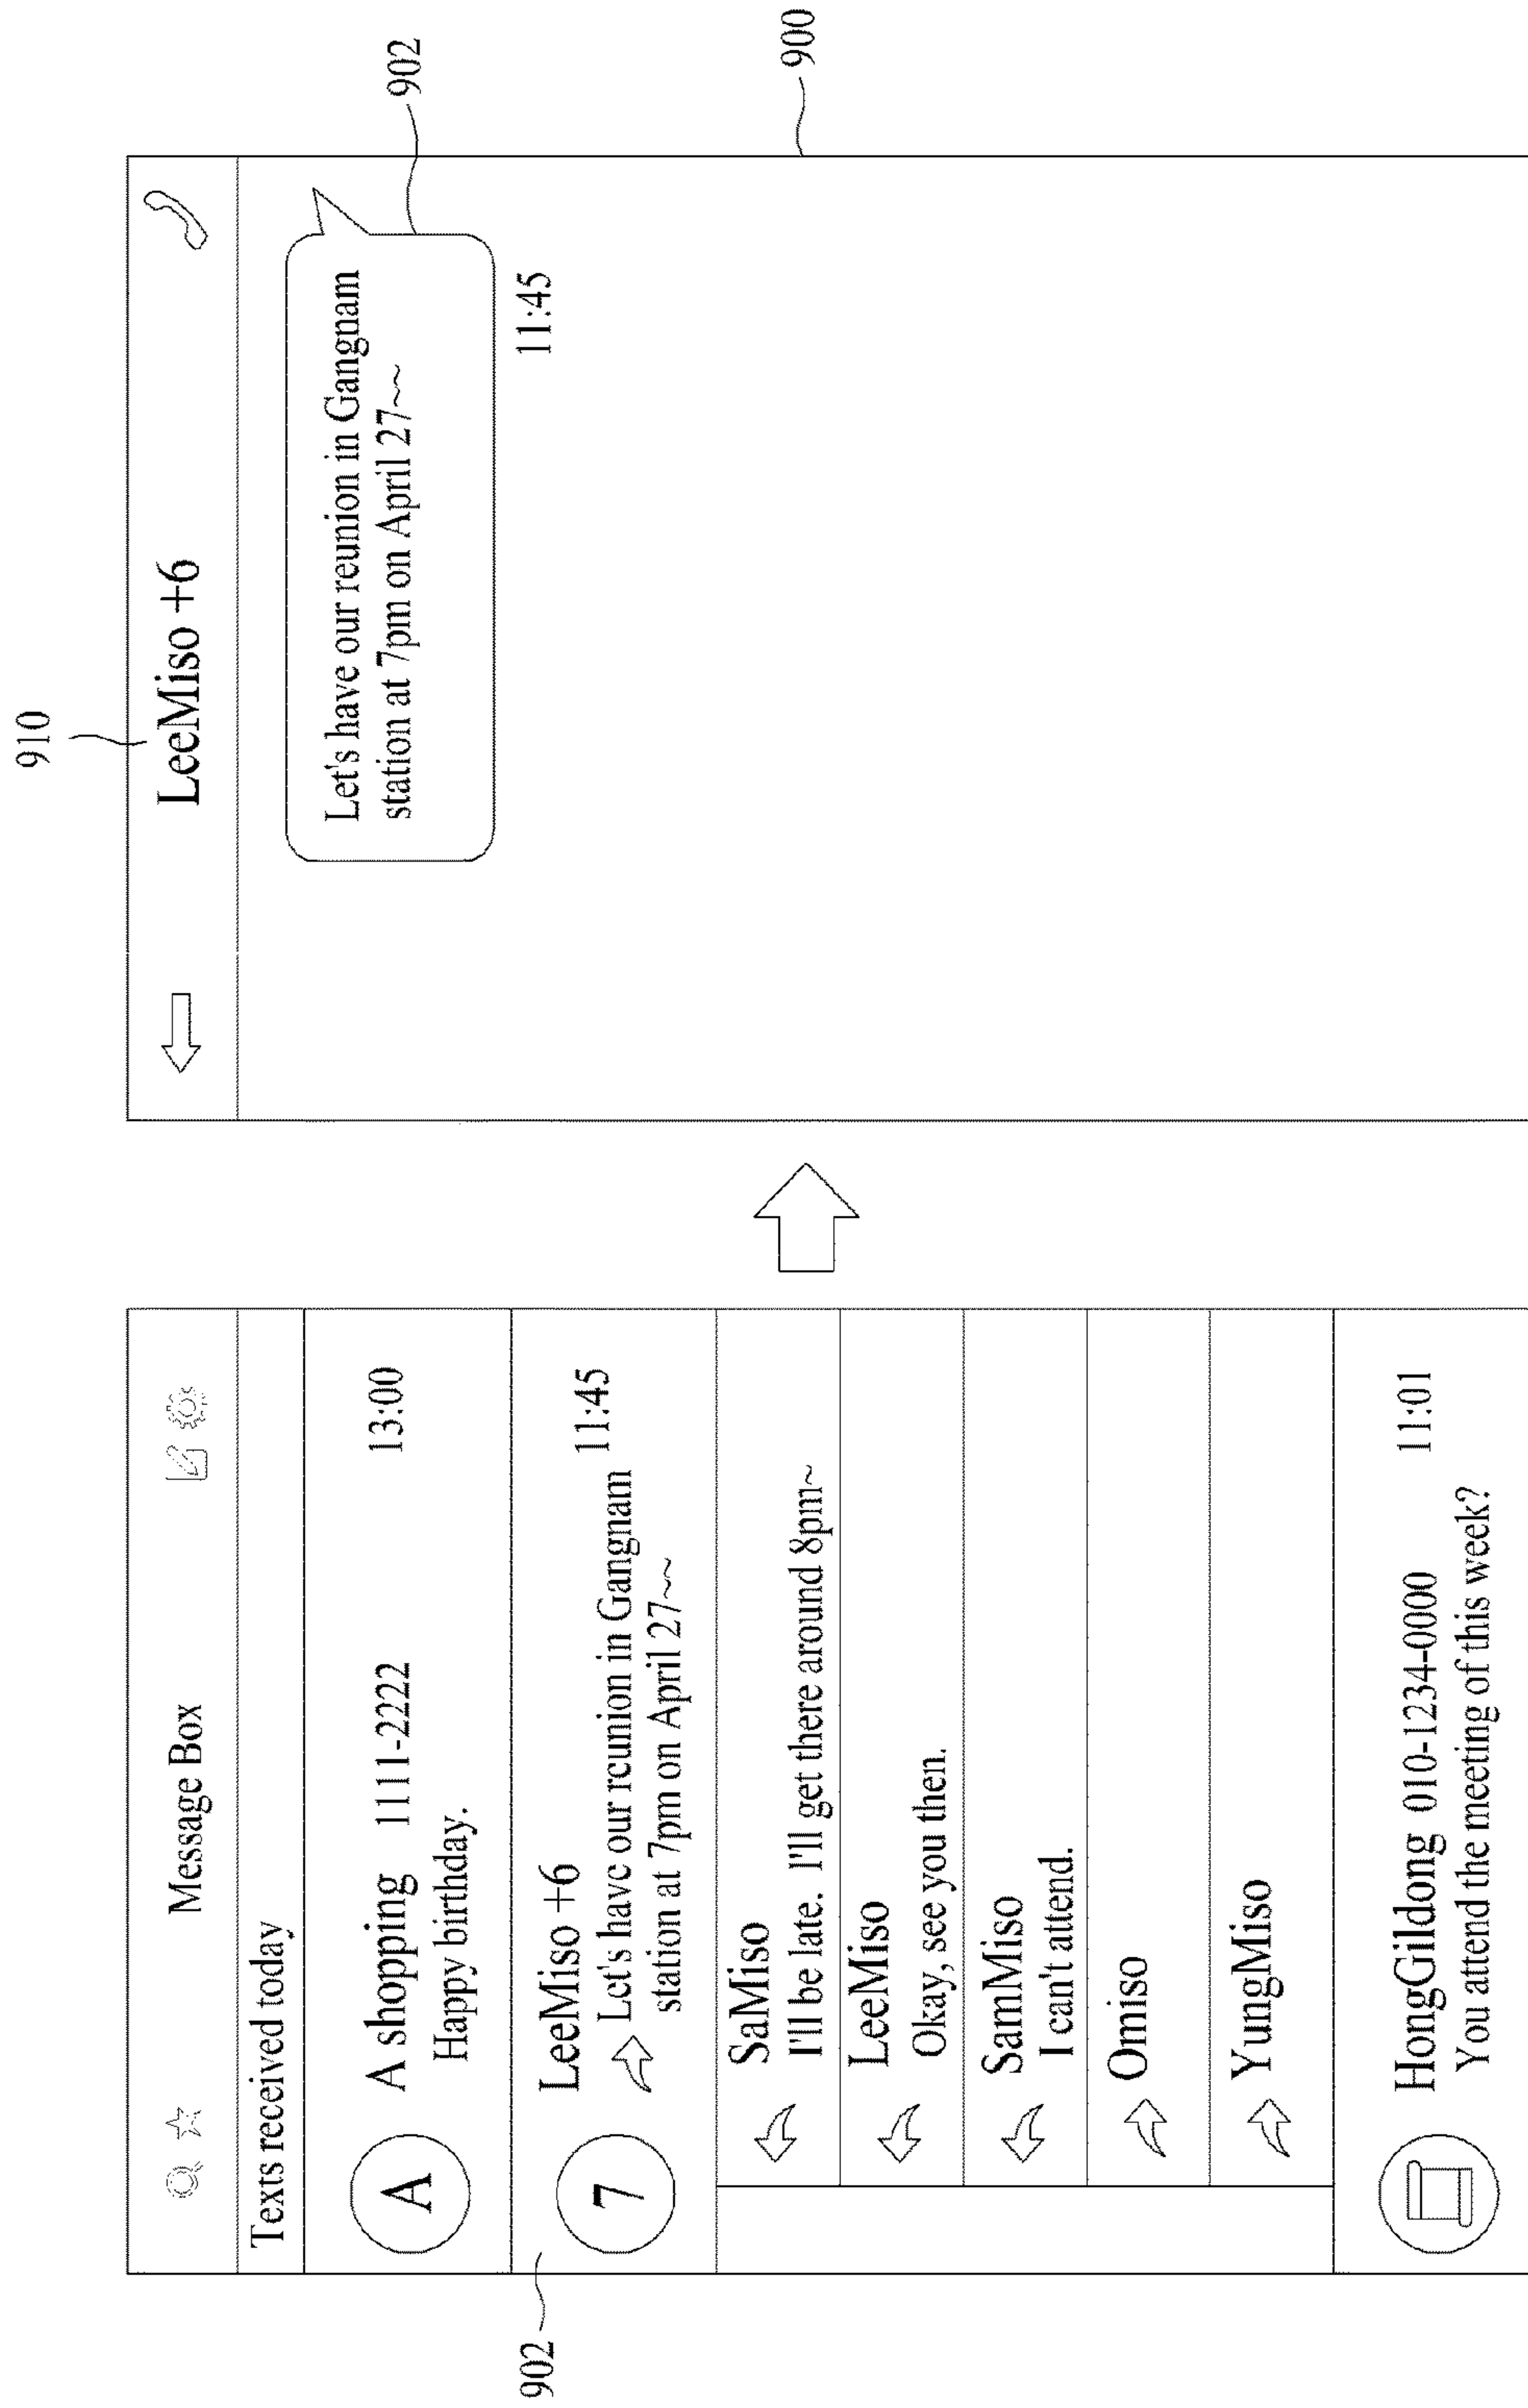 Message Box
Texts received today
A
A shopping 1111-2222 13:00
Happy birthday.
902
7
LeeMiso +6 11:45
Let's have our reunion in Gangnam
station at 7pm on April 27~~
SaMiso
I'll be late. I'll get there around 8pm~
LeeMiso
Okay, see you then.
SamMiso
I can't attend.
Omiso
YungMiso
HongGildong 010-1234-0000 11:01
You attend the meeting of this week?
910
LeeMiso +6
902
Let's have our reunion in Gangnam
station at 7pm on April 27~~
11:45
900